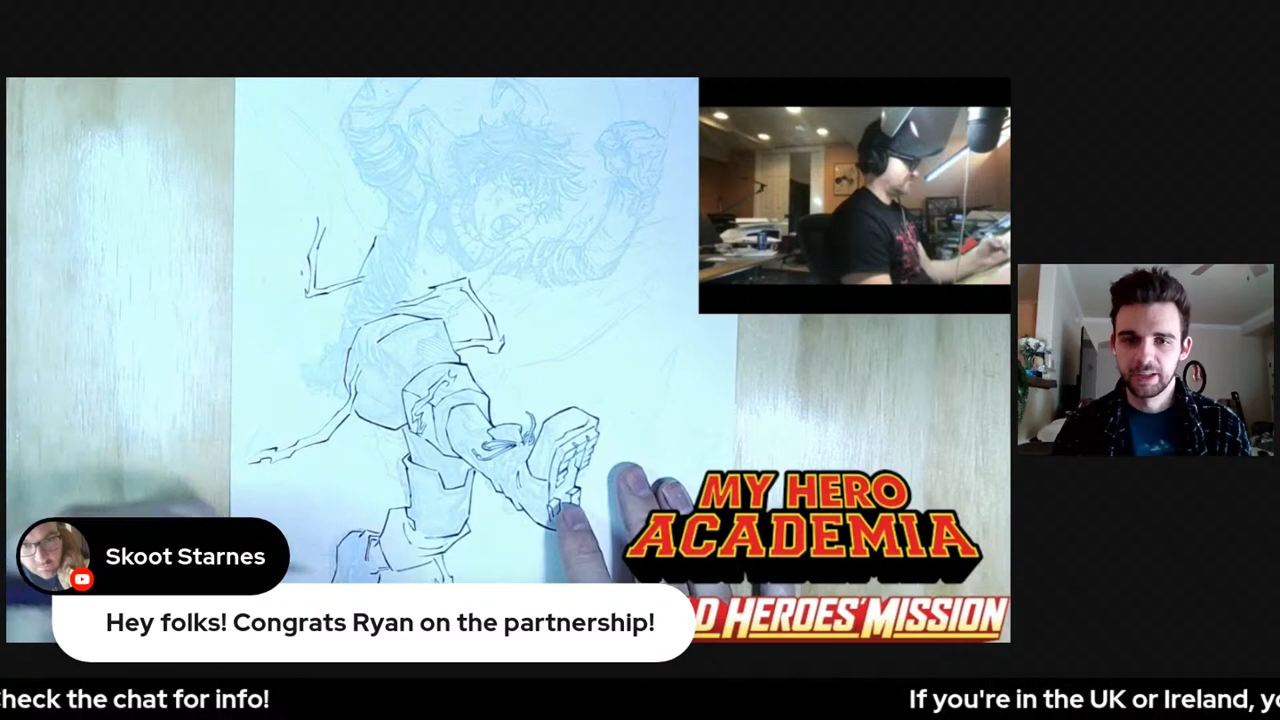 MY HERO
ACADEMIA
HEROES' MISSION
Skoot Starnes
Hey folks! Congrats Ryan on the partnership!
heck the chat for info!
If you're in the UK or Ireland,